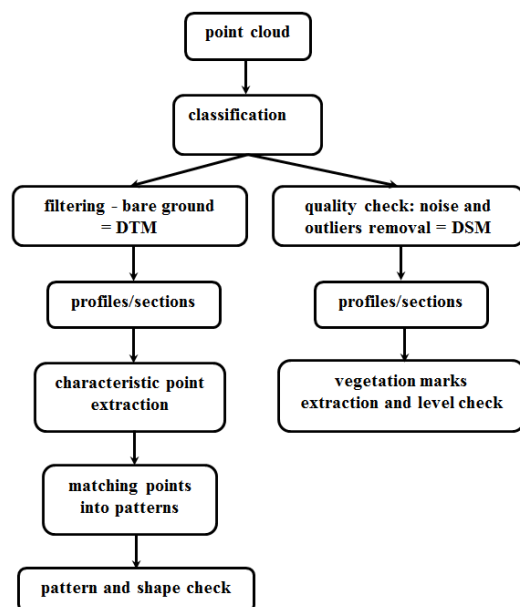 point cloud
classification
filtering - bare ground
= DTM
quality check: noise and
outliers removal = DSM
profiles/sections
profiles/sections
characteristic point
extraction
vegetation marks
extraction and level check
matching points
into patterns
pattern and shape check